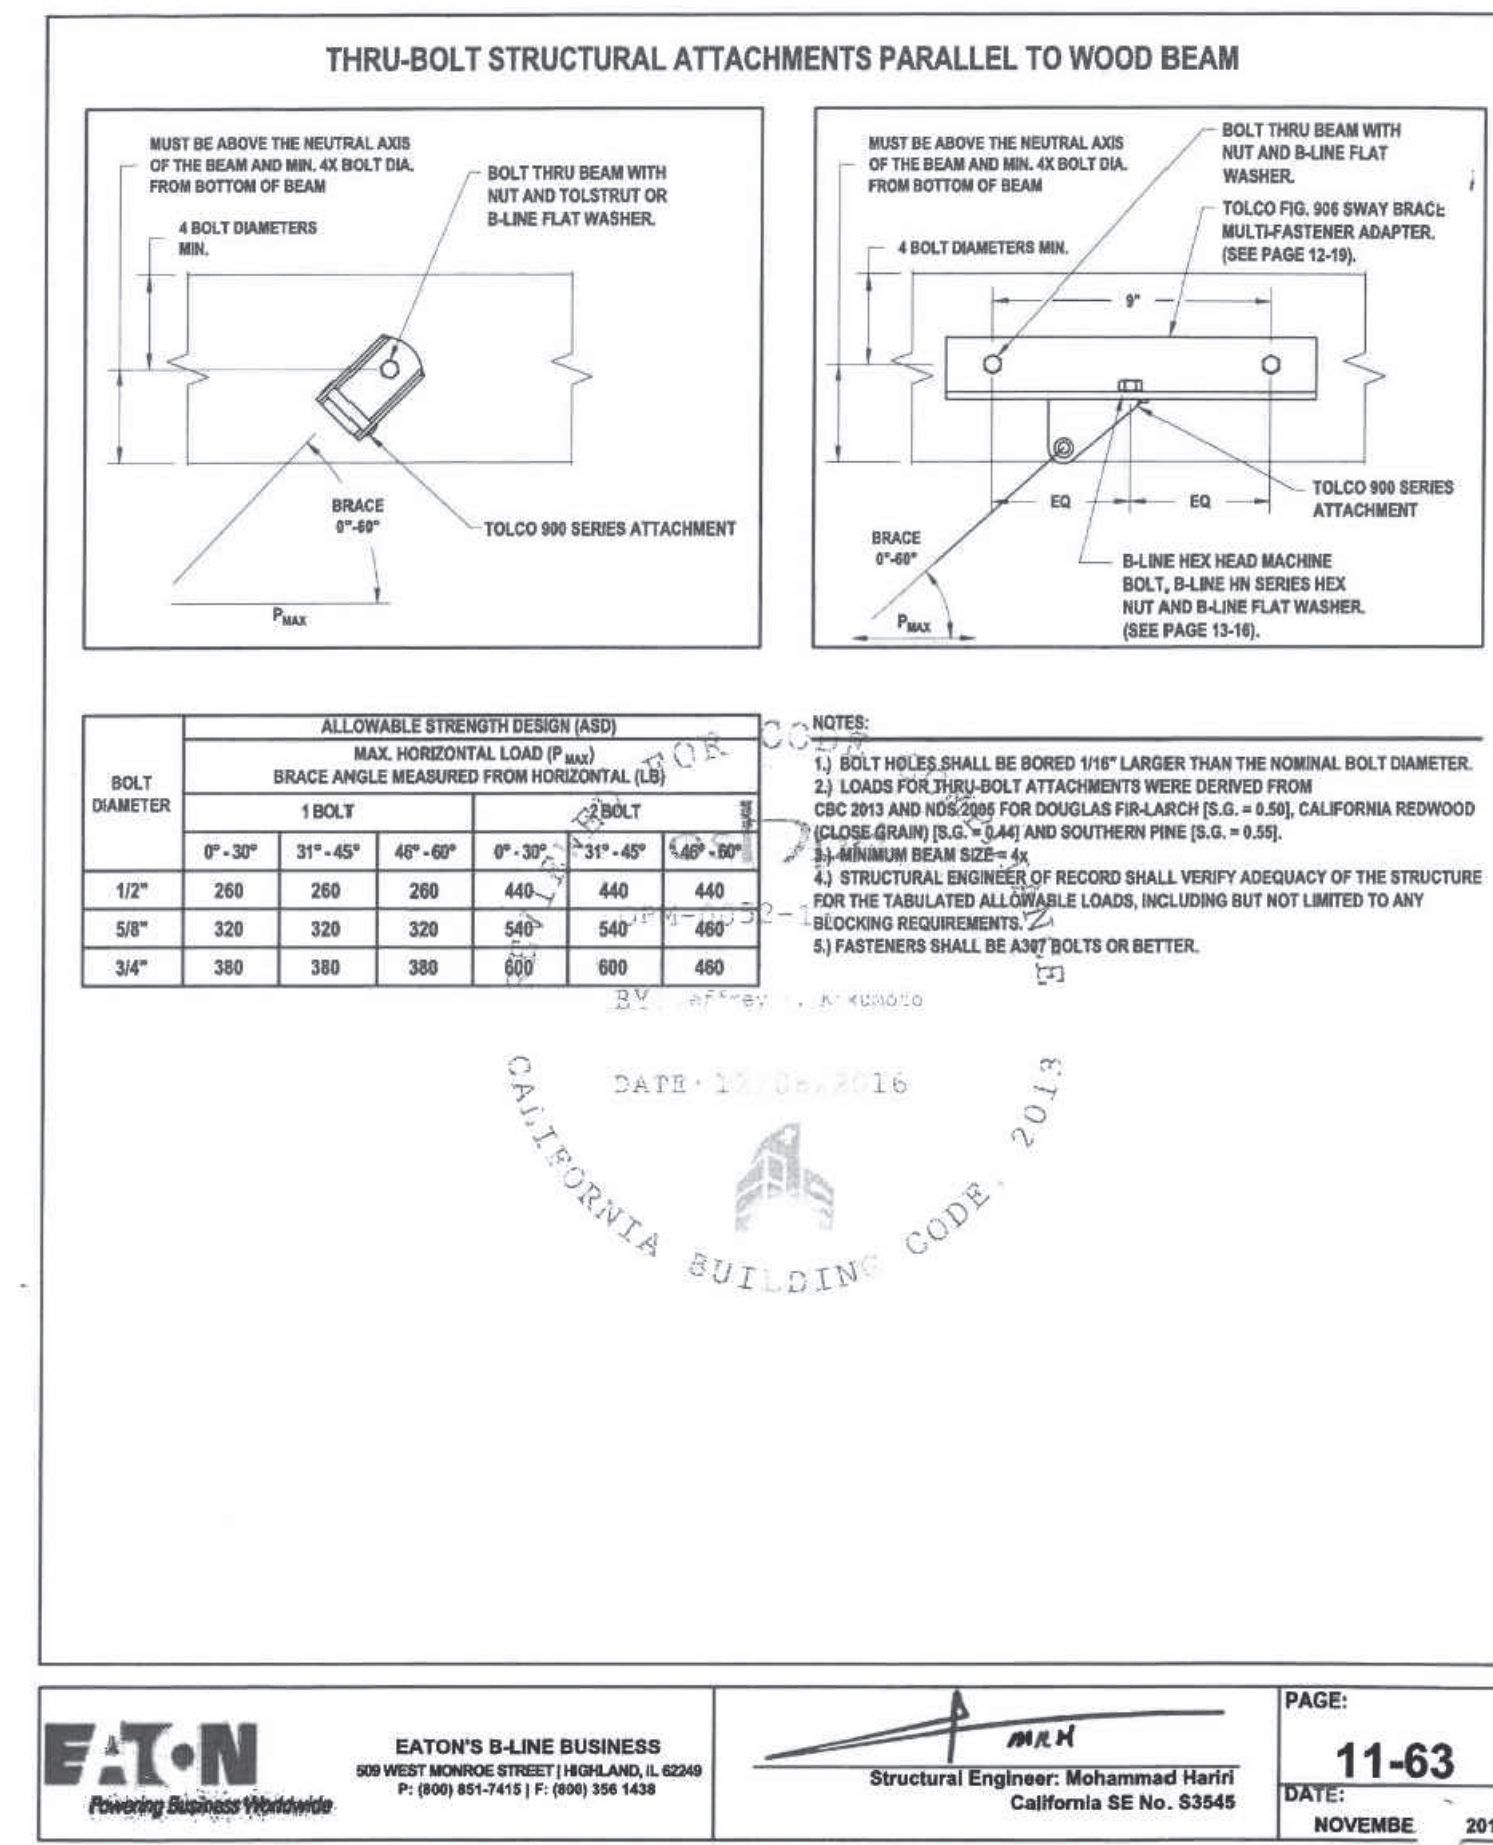 THRU-BOLT STRUCTURAL ATTACHMENTS PARALLEL TO WOOD BEAM
MUST BE ABOVE THE NEUTRAL AXIS
OF THE BEAM AND MIN. 4X BOLT DIA.
FROM BOTTOM OF BEAM
4 BOLT DIAMETERS
MIN.
BOLT THRU BEAM WITH
NUT AND TOLSTRUT OR
B-LINE FLAT WASHER.
BRACE
0°-60°
TOLCO 900 SERIES ATTACHMENT
PMAX
MUST BE ABOVE THE NEUTRAL AXIS
OF THE BEAM AND MIN. 4X BOLT DIA.
FROM BOTTOM OF BEAM
4 BOLT DIAMETERS MIN.
BOLT THRU BEAM WITH
NUT AND B-LINE FLAT
WASHER.
TOLCO FIG. 906 SWAY BRACE
MULTI-FASTENER ADAPTER.
(SEE PAGE 12-19).
9"
EQ EQ
TOLCO 900 SERIES
ATTACHMENT
BRACE
0°-60°
PMAX
B-LINE HEX HEAD MACHINE
BOLT, B-LINE HN SERIES HEX
NUT AND B-LINE FLAT WASHER.
(SEE PAGE 13-16).
BOLT
DIAMETER
ALLOWABLE STRENGTH DESIGN (ASD)
MAX. HORIZONTAL LOAD (PMAX)
BRACE ANGLE MEASURED FROM HORIZONTAL (LB)
1 BOLT 2 BOLT
0° - 30° 31° - 45° 46° - 60° 0° - 30° 31° - 45° 46° - 60°
1/2" 260 260 260 440 440 440
5/8" 320 320 320 540 540 460
3/4" 380 380 380 600 600 460
NOTES:
1.) BOLT HOLES SHALL BE BORED 1/16" LARGER THAN THE NOMINAL BOLT DIAMETER.
2.) LOADS FOR THRU-BOLT ATTACHMENTS WERE DERIVED FROM
CBC 2013 AND NDS 2005 FOR DOUGLAS FIR-LARCH [S.G. = 0.50], CALIFORNIA REDWOOD
(CLOSE GRAIN) [S.G. = 0.44] AND SOUTHERN PINE [S.G. = 0.55].
3.) MINIMUM BEAM SIZE = 4x
4.) STRUCTURAL ENGINEER OF RECORD SHALL VERIFY ADEQUACY OF THE STRUCTURE
FOR THE TABULATED ALLOWABLE LOADS, INCLUDING BUT NOT LIMITED TO ANY
BLOCKING REQUIREMENTS.
5.) FASTENERS SHALL BE A307 BOLTS OR BETTER.
FOR CODE
BY:
DATE: 2016
CALIFORNIA BUILDING CODE, 2013
EATON
Powering Business Worldwide
EATON'S B-LINE BUSINESS
509 WEST MONROE STREET | HIGHLAND, IL 62249
P: (800) 851-7415 | F: (800) 356 1438
MRH
Structural Engineer: Mohammad Hariri
California SE No. S3545
PAGE:
11-63
DATE:
NOVEMBE 201